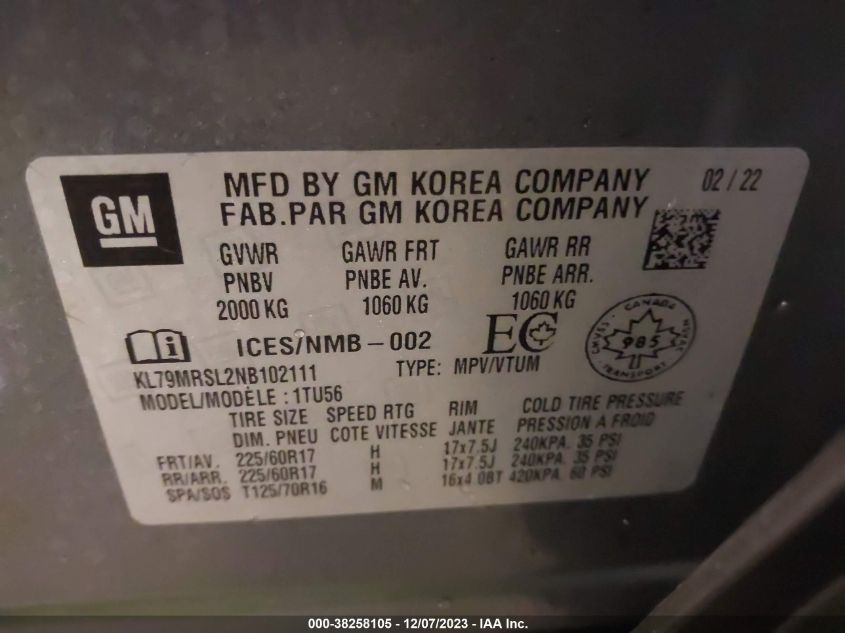 GM
MFD BY GM KOREA COMPANY 02 / 22
FAB.PAR GM KOREA COMPANY
GVWR GAWR FRT GAWR RR
PNBV PNBE AV. PNBE ARR.
2000 KG 1060 KG 1060 KG
i ICES/NMB-002 EC
CANADA
985
TRANSPORT
KL79MRSL2NB102111 TYPE: MPV/VTUM
MODEL/MODÈLE : 1TU56
TIRE SIZE SPEED RTG RIM COLD TIRE PRESSURE
DIM. PNEU COTE VITESSE JANTE PRESSION A FROID
FRT/AV. 225/60R17 H 17x7.5J 240KPA. 35 PSI
RR/ARR. 225/60R17 H 17x7.5J 240KPA. 35 PSI
SPA/SOS T125/70R16 M 16x4.0BT 420KPA. 60 PSI
000-38258105 - 12/07/2023 - IAA Inc.